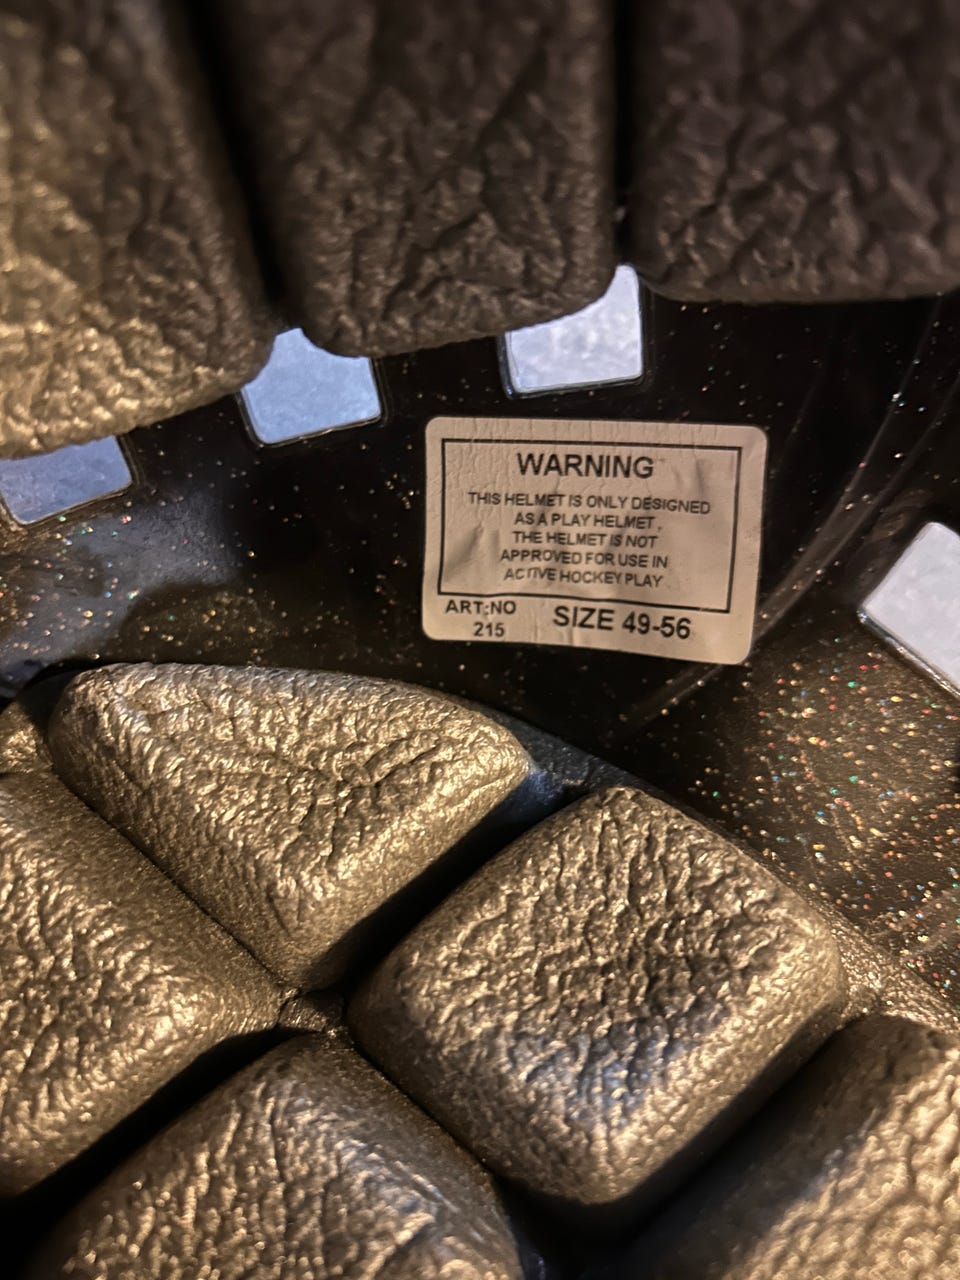 WARNING
THIS HELMET IS ONLY DESIGNED
AS A PLAY HELMET,
THE HELMET IS NOT
APPROVED FOR USE IN
ACTIVE HOCKEY PLAY
ART:NO
215
SIZE 49-56